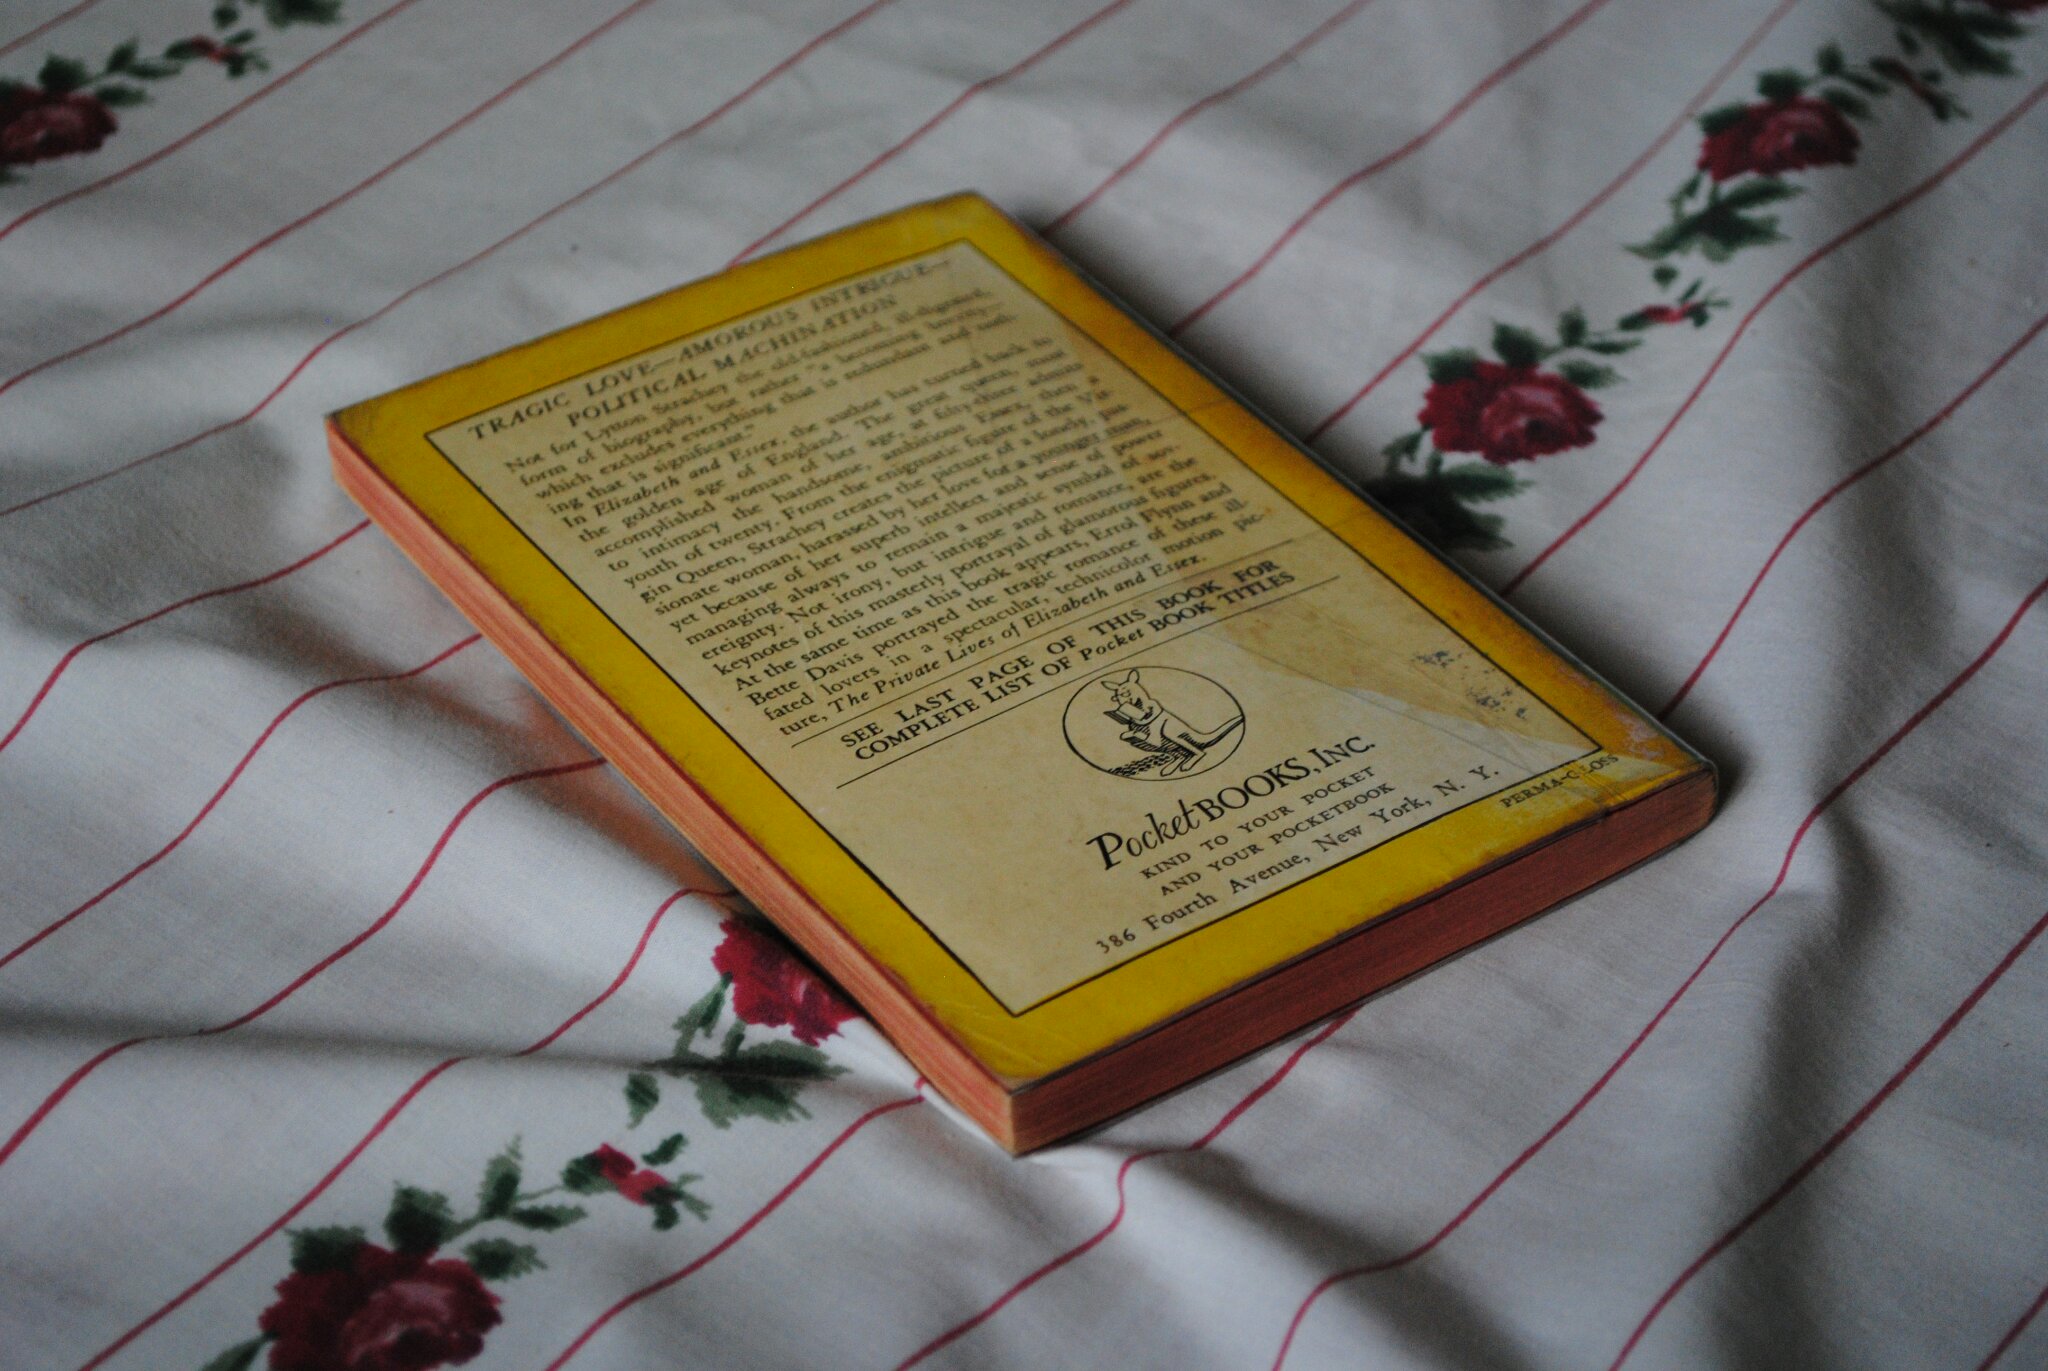 TRAGIC LOVE—AMOROUS INTRIGUE—
POLITICAL MACHINATION
Not for Lytton Strachey the old-fashioned, ill-digested,
form of biography, but rather "a becoming brevity—
which excludes everything that is redundant and noth-
ing that is significant."
In Elizabeth and Essex, the author has turned back to
the golden age of England. The great queen, most
accomplished woman of her age, at fifty-three admits
to intimacy the handsome, ambitious Essex, then a
youth of twenty. From the enigmatic figure of the Vir-
gin Queen, Strachey creates the picture of a lonely, pas-
sionate woman, harassed by her love for a younger man,
yet because of her superb intellect and sense of power
managing always to remain a majestic symbol of sov-
ereignty. Not irony, but intrigue and romance are the
keynotes of this masterly portrayal of glamorous figures.
At the same time as this book appears, Errol Flynn and
Bette Davis portrayed the tragic romance of these ill-
fated lovers in a spectacular, technicolor motion pic-
ture, The Private Lives of Elizabeth and Essex.
SEE LAST PAGE OF THIS BOOK FOR
COMPLETE LIST OF Pocket BOOK TITLES
Pocket BOOKS, INC.
KIND TO YOUR POCKET
AND YOUR POCKETBOOK
386 Fourth Avenue, New York, N. Y.
PERMA-GLOSS